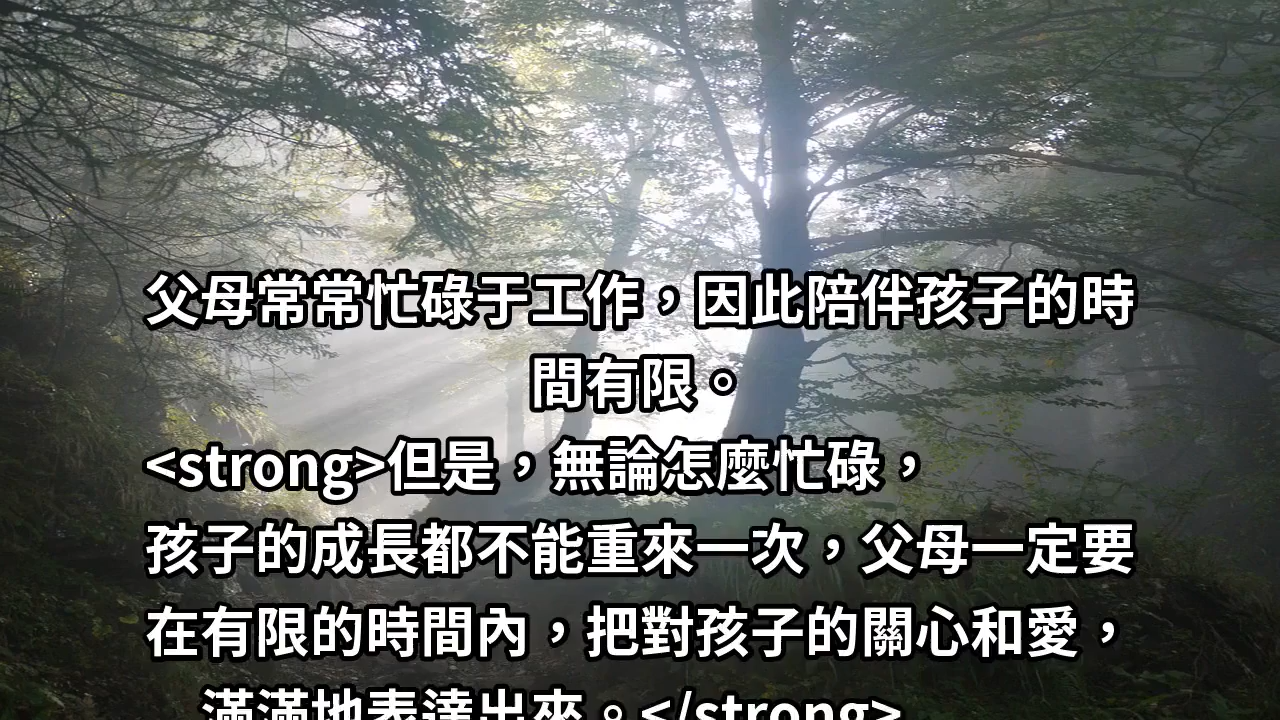 父母常常忙碌于工作，因此陪伴孩子的時
間有限。
<strong>但是，無論怎麼忙碌，
孩子的成長都不能重來一次，父母一定要
在有限的時間內，把對孩子的關心和愛，
滿滿地表達出來。</strong>